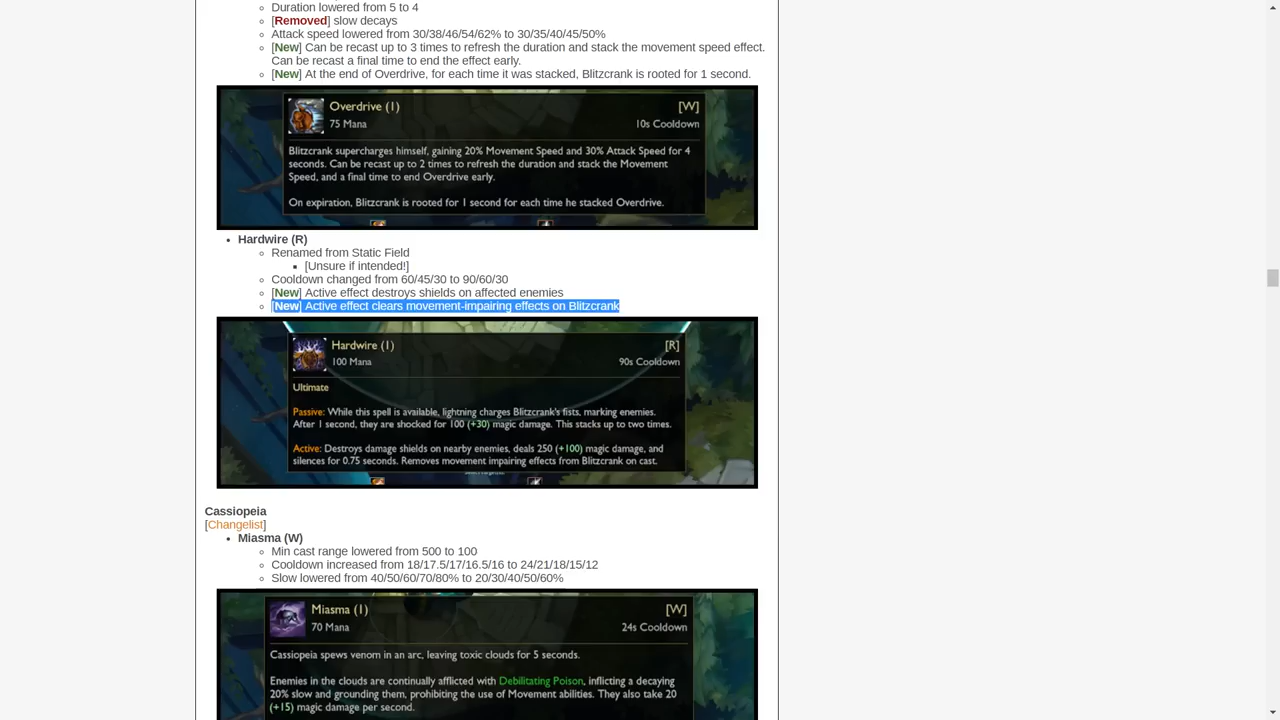 Duration lowered from 5 to 4
[Removed] slow decays
Attack speed lowered from 30/38/46/54/62% to 30/35/40/45/50%
[New] Can be recast up to 3 times to refresh the duration and stack the movement speed effect.
Can be recast a final time to end the effect early.
[New] At the end of Overdrive, for each time it was stacked, Blitzcrank is rooted for 1 second.
Overdrive (1) [W]
75 Mana 10s Cooldown
Blitzcrank supercharges himself, gaining 20% Movement Speed and 30% Attack Speed for 4
seconds. Can be recast up to 2 times to refresh the duration and stack the Movement
Speed, and a final time to end Overdrive early.
On expiration, Blitzcrank is rooted for 1 second for each time he stacked Overdrive.
Hardwire (R)
Renamed from Static Field
[Unsure if intended!]
Cooldown changed from 60/45/30 to 90/60/30
[New] Active effect destroys shields on affected enemies
[New] Active effect clears movement-impairing effects on Blitzcrank
Hardwire (1) [R]
100 Mana 90s Cooldown
Ultimate
Passive: While this spell is available, lightning charges Blitzcrank's fists, marking enemies.
After 1 second, they are shocked for 100 (+30) magic damage. This stacks up to two times.
Active: Destroys damage shields on nearby enemies, deals 250 (+100) magic damage, and
silences for 0.75 seconds. Removes movement impairing effects from Blitzcrank on cast.
Cassiopeia
[Changelist]
Miasma (W)
Min cast range lowered from 500 to 100
Cooldown increased from 18/17.5/17/16.5/16 to 24/21/18/15/12
Slow lowered from 40/50/60/70/80% to 20/30/40/50/60%
Miasma (1) [W]
70 Mana 24s Cooldown
Cassiopeia spews venom in an arc, leaving toxic clouds for 5 seconds.
Enemies in the clouds are continually afflicted with Debilitating Poison, inflicting a decaying
20% slow and grounding them, prohibiting the use of Movement abilities. They also take 20
(+15) magic damage per second.